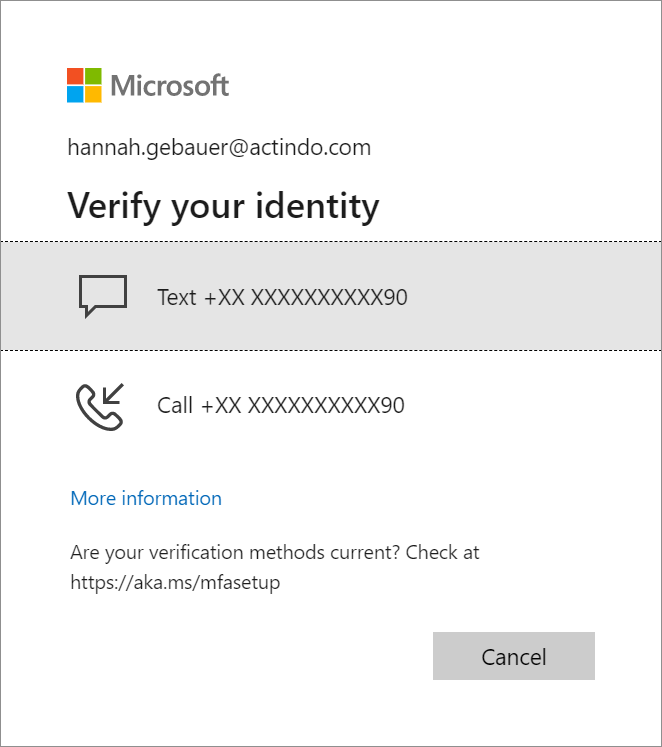 Microsoft
hannah.gebauer@actindo.com
Verify your identity
Text +XX XXXXXXXXXX90
Call +XX XXXXXXXXXX90
More information
Are your verification methods current? Check at
https://aka.ms/mfasetup
Cancel